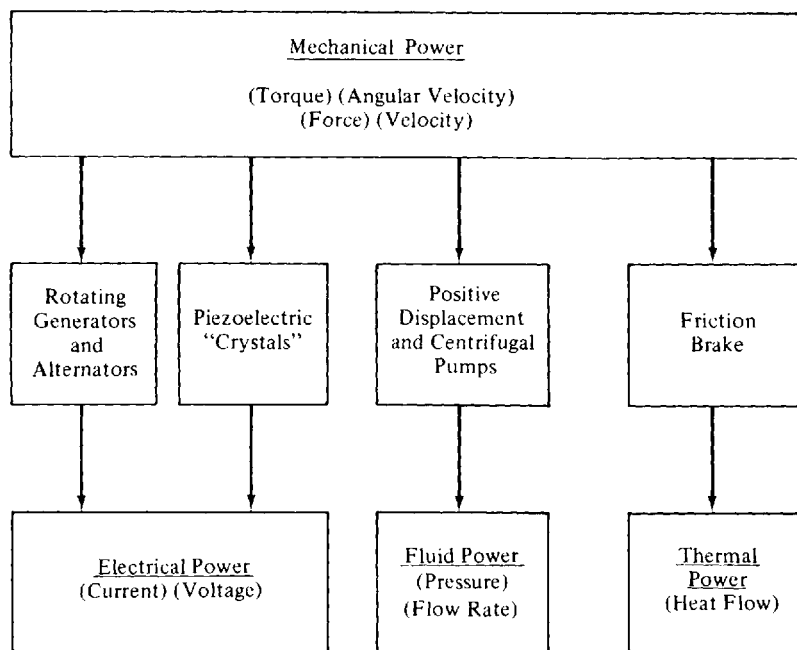 Mechanical Power
(Torque) (Angular Velocity)
(Force) (Velocity)
Rotating
Generators
and
Alternators
Piezoelectric
“Crystals”
Positive
Displacement
and Centrifugal
Pumps
Friction
Brake
Electrical Power
(Current) (Voltage)
Fluid Power
(Pressure)
(Flow Rate)
Thermal
Power
(Heat Flow)